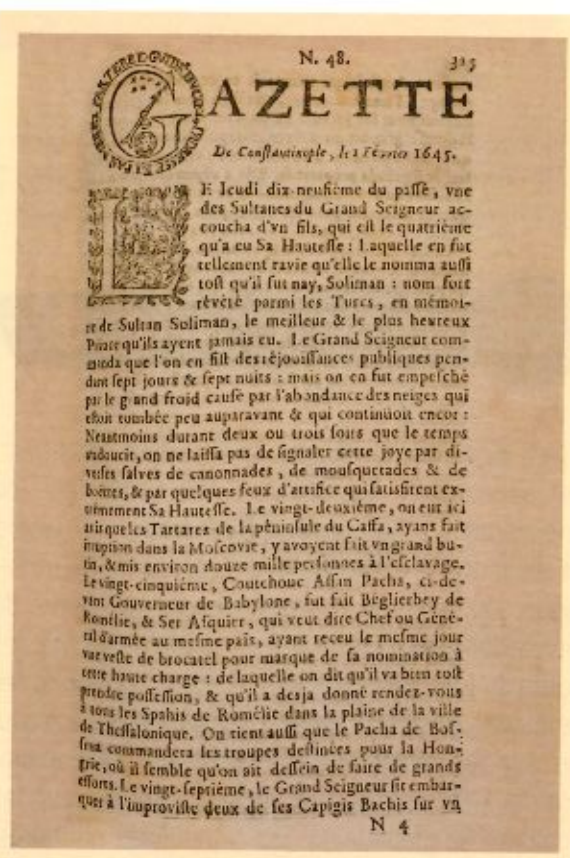 N. 48.
315
GAZETTE
De Constantinople, le 1 Février 1645.
LE Ieudi dix-neufiéme du passé, vne
des Sultanes du Grand Seigneur ac-
coucha d'vn fils, qui est le quatriéme
qu'a eu Sa Hautesse : Laquelle en fut
tellement ravie qu'elle le nomma aussi
tost qu'il fut nay, Soliman : nom fort
révéré parmi les Turcs, en mémoi-
re de Sultan Soliman, le meilleur & le plus heureux
Prince qu'ils ayent jamais eu. Le Grand Seigneur com-
manda que l'on en fist des réjouissances publiques pen-
dant sept jours & sept nuits : mais on en fut empesché
par le grand froid causé par l'abondance des neiges qui
estoit tombée peu auparavant & qui continuoit encor :
Neantmoins durant deux ou trois soirs que le temps
s'adoucit, on ne laissa pas de signaler cette joye par di-
verses salves de canonnades, de mousquetades & de
boëttes, & par quelques feux d'artifice qui satisfirent ex-
trémement Sa Hautesse. Le vingt-deuxiéme, on eut ici
avis que les Tartares de la péninsule du Caffa, ayans fait
irruption dans la Moscovie, y avoyent fait vn grand bu-
tin, & mis environ douze mille personnes à l'esclavage.
Le vingt-cinquiéme, Coutchouc Assan Pacha, ci-de-
vant Gouverneur de Babylone, fut fait Beglierbey de
Romélie, & Ser Asquier, qui veut dire Chef ou Géné-
ral d'armée au mesme païs, ayant receu le mesme jour
vne veste de brocatel pour marque de sa nomination à
cette haute charge : de laquelle on dit qu'il va bien tost
prendre possession, & qu'il a desja donné rendez-vous
à tous les Spahis de Romélie dans la plaine de la ville
de Thessalonique. On tient aussi que le Pacha de Bos-
sina commandera les troupes destinées pour la Hon-
grie, où il semble qu'on ait dessein de faire de grands
efforts. Le vingt-septiéme, le Grand Seigneur fit embar-
quer à l'improviste deux de ses Capigis Bachis sur vn
N 4